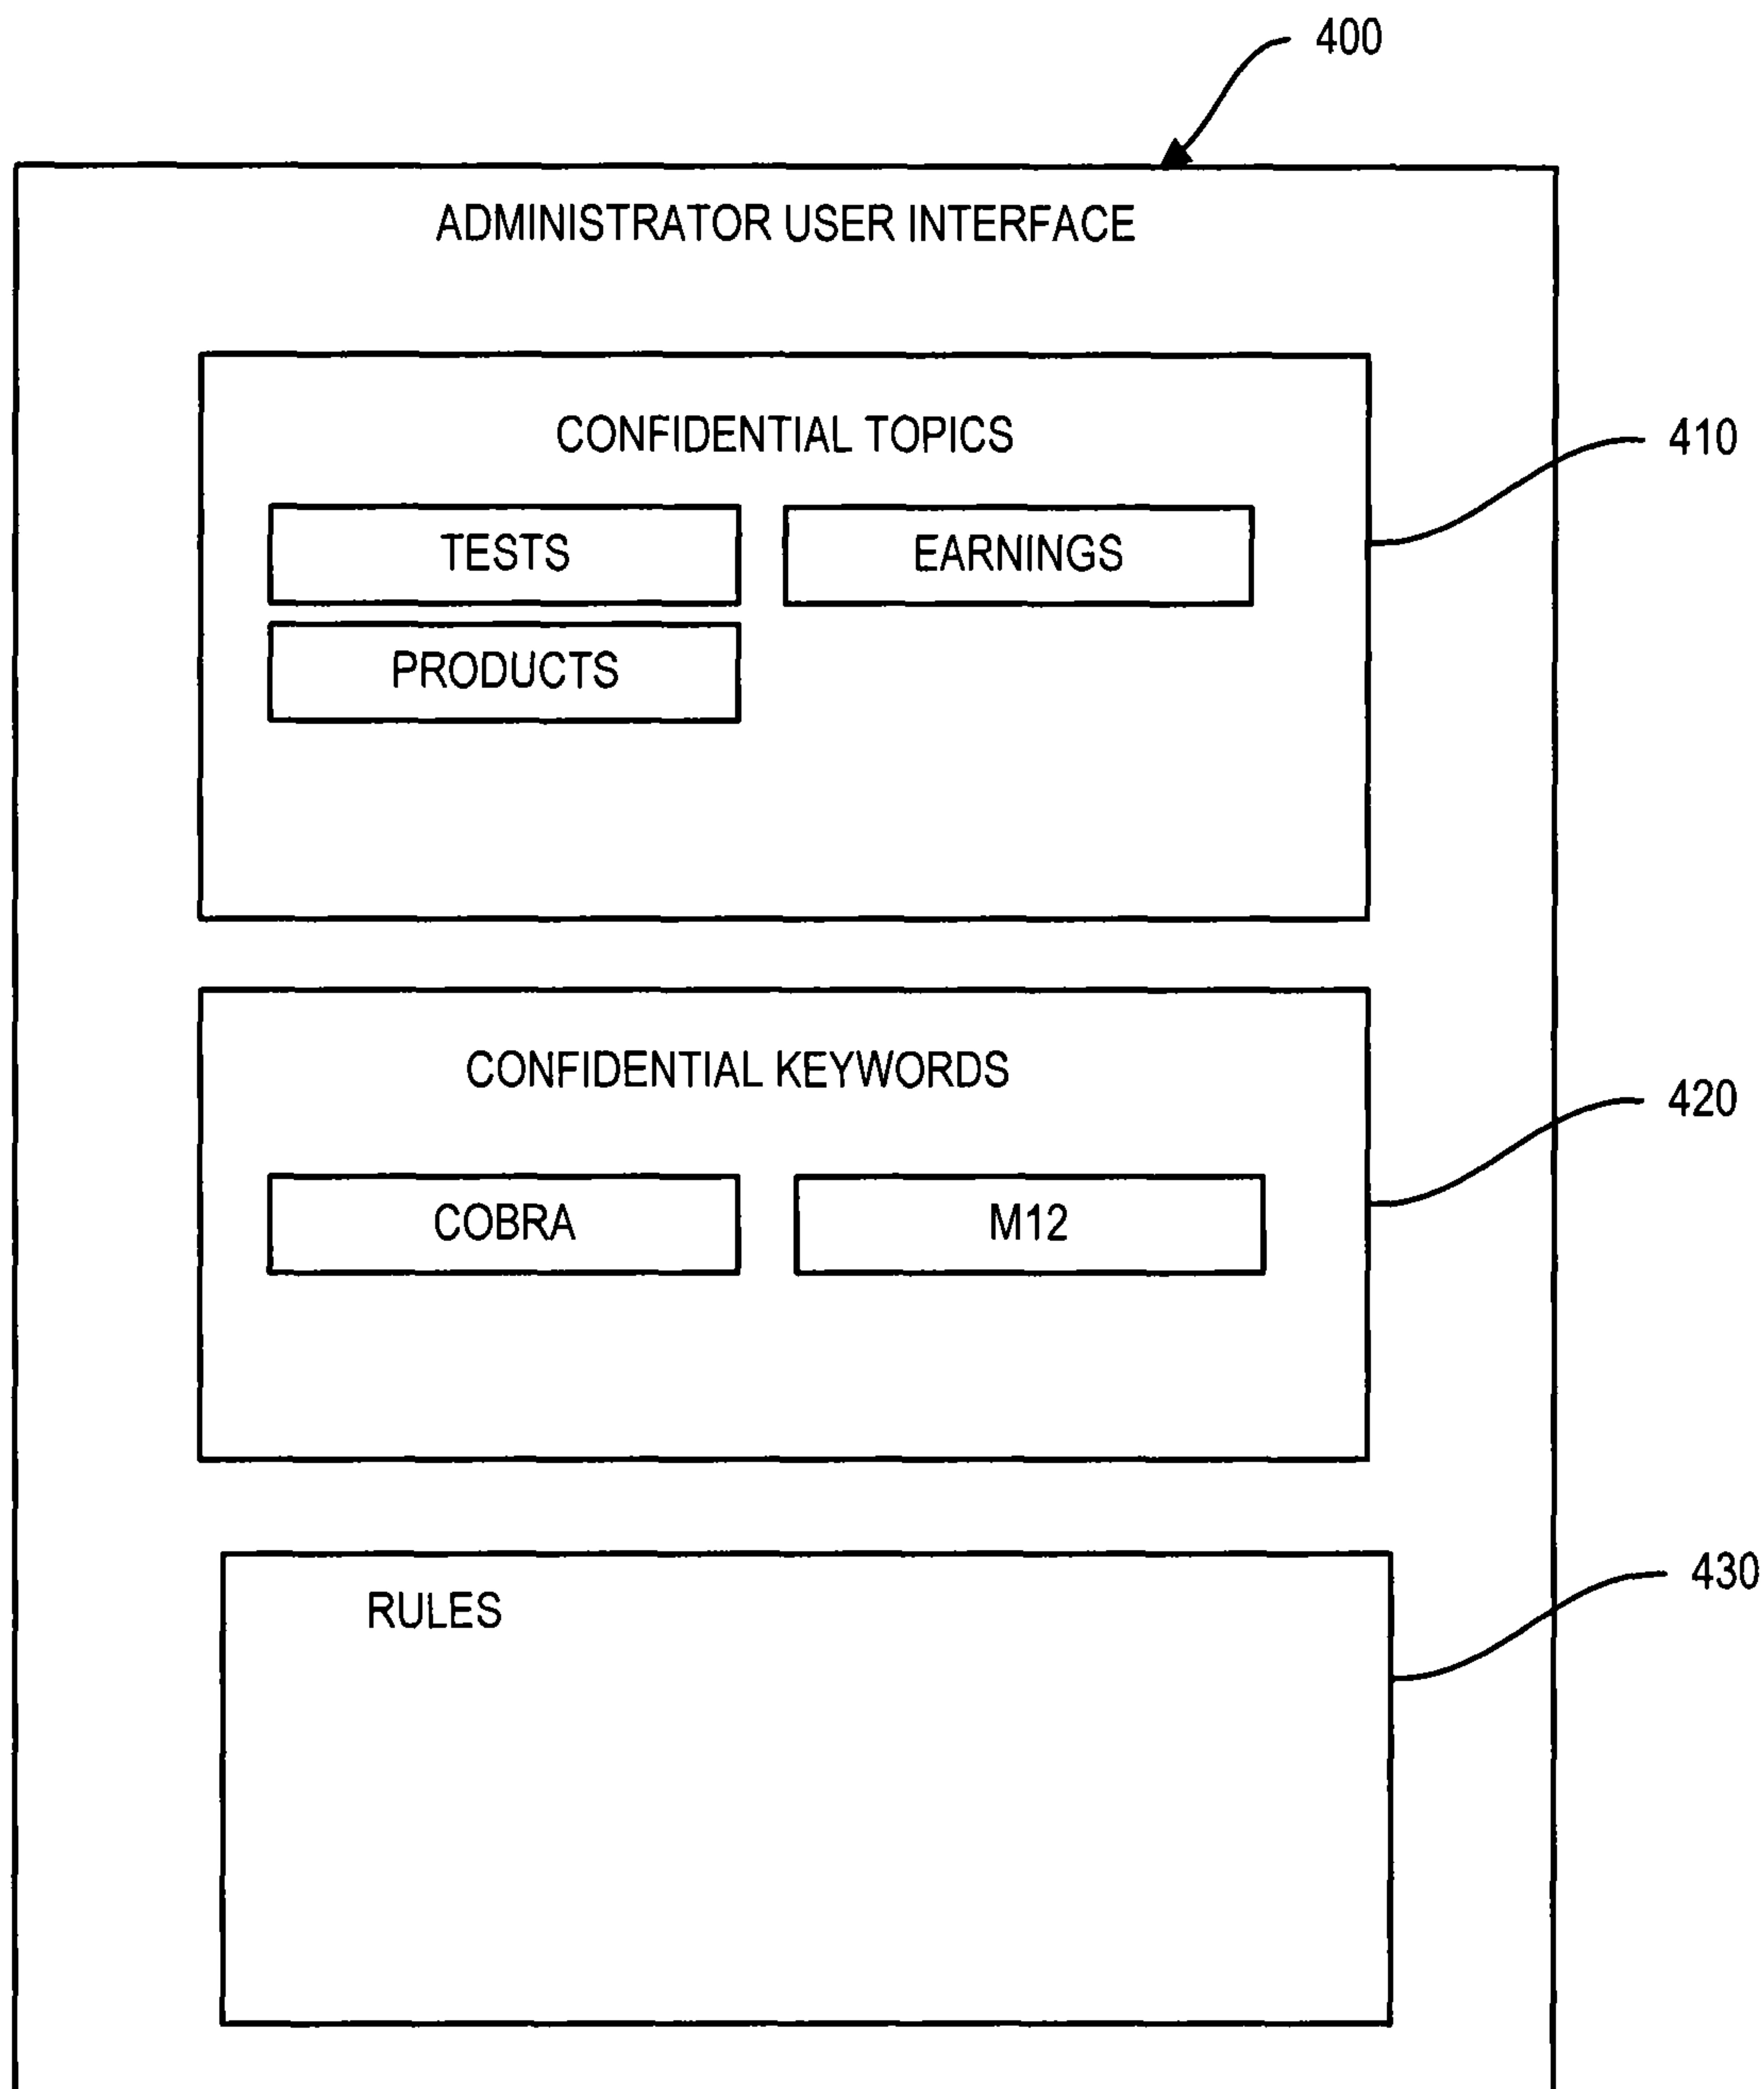 400
ADMINISTRATOR USER INTERFACE
CONFIDENTIAL TOPICS
410
TESTS
EARNINGS
PRODUCTS
CONFIDENTIAL KEYWORDS
420
COBRA
M12
430
RULES